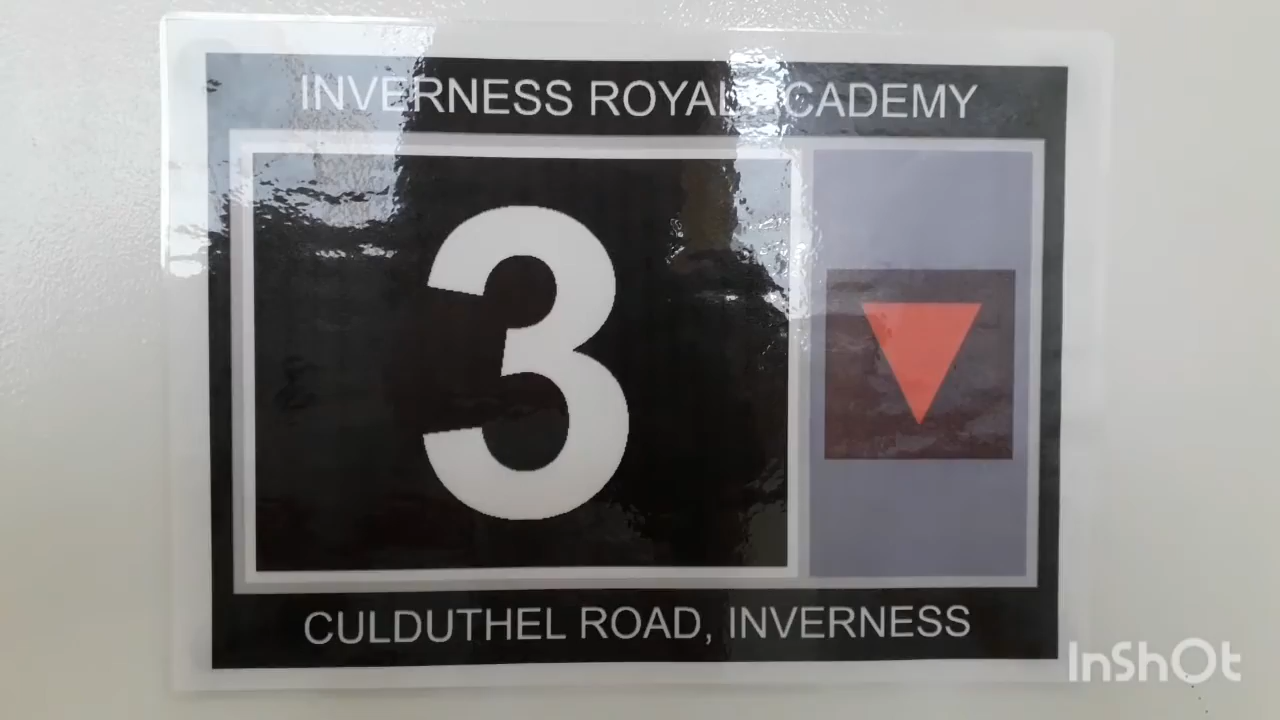 INVERNESS ROYAL ACADEMY
3
CULDUTHEL ROAD, INVERNESS
InShOt